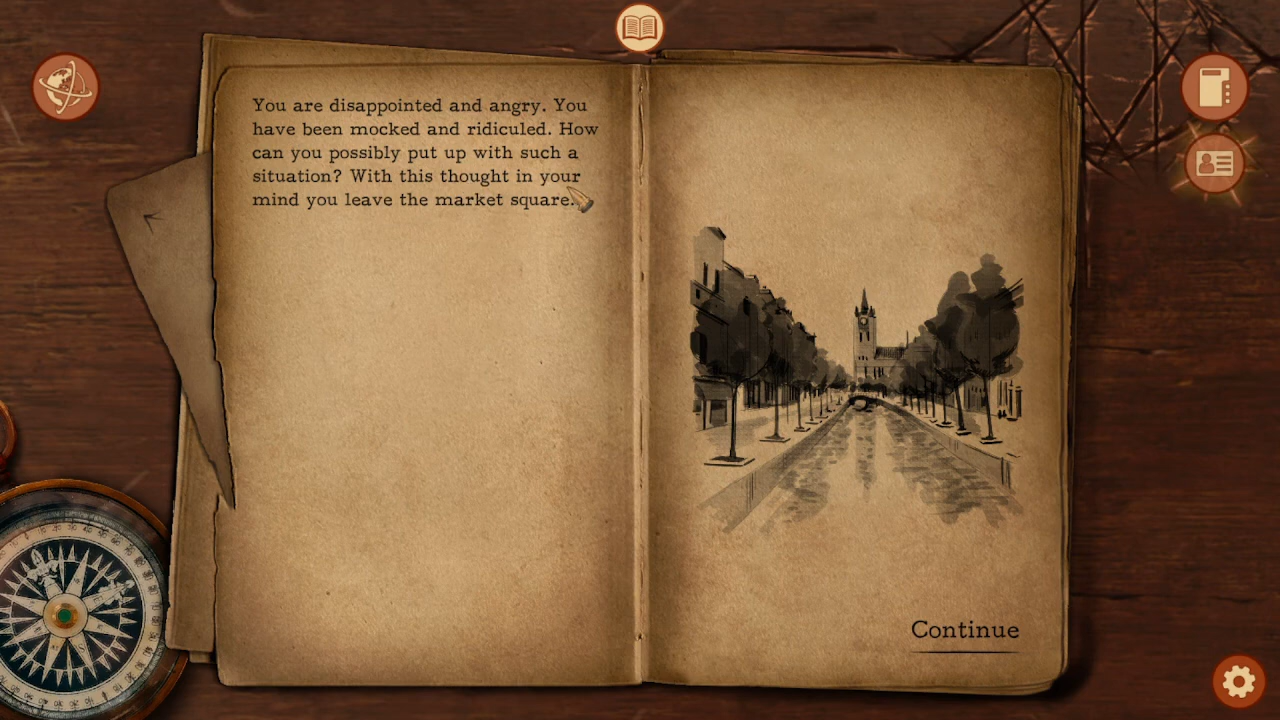 You are disappointed and angry. You
have been mocked and ridiculed. How
can you possibly put up with such a
situation? With this thought in your
mind you leave the market square.
Continue